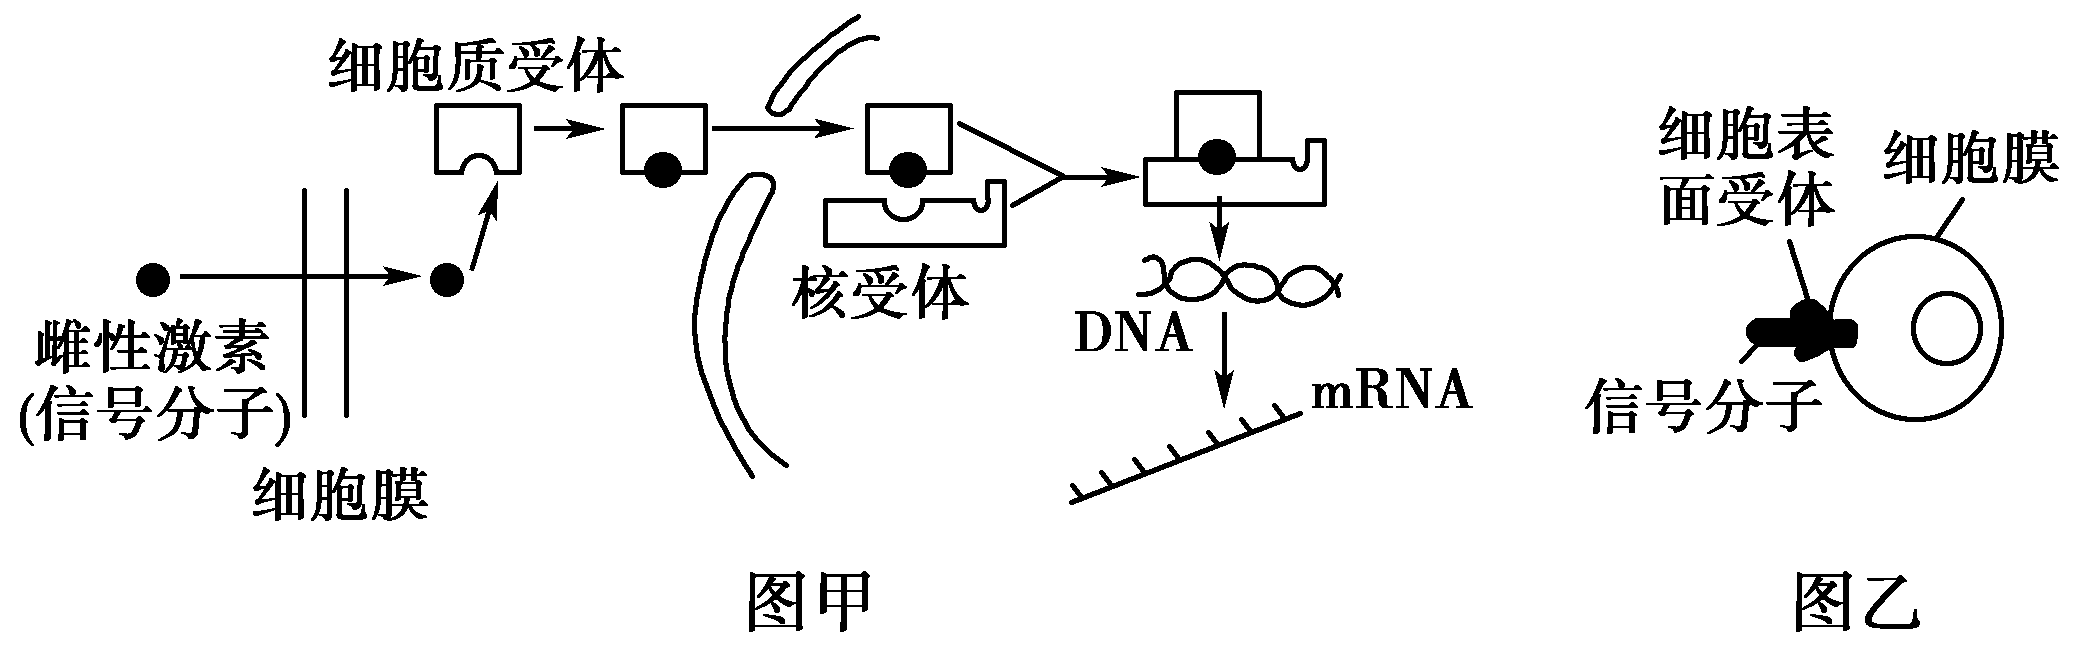 细胞质受体
核受体
雌性激素
(信号分子)
细胞膜
DNA
mRNA
图甲
细胞表
面受体
细胞膜
信号分子
图乙